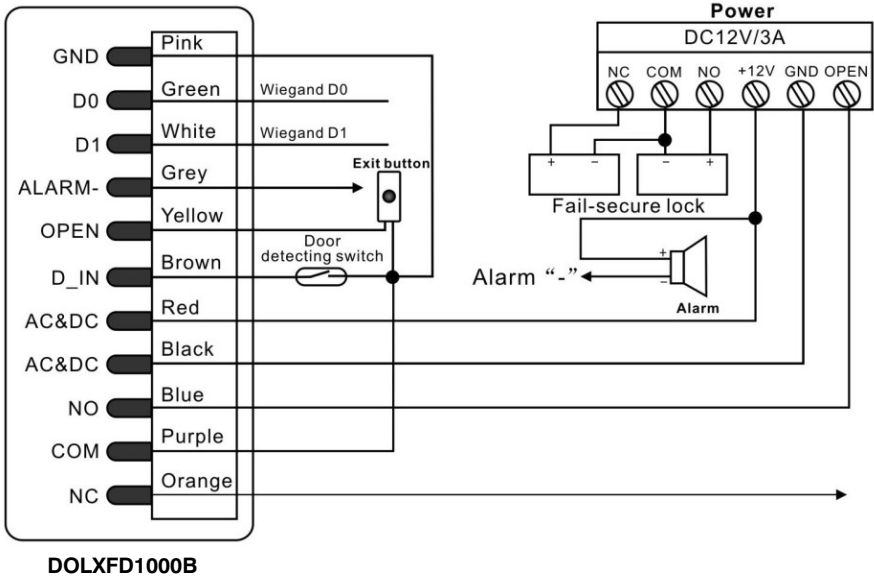 Power
DC12V/3A
NC COM NO +12V GND OPEN
+ - - +
Fail-secure lock
+
Alarm “-”
-
Alarm
GND Pink
D0 Green Wiegand D0
D1 White Wiegand D1
Exit button
ALARM- Grey
OPEN Yellow
Door
detecting switch
D_IN Brown
AC&DC Red
AC&DC Black
NO Blue
COM Purple
NC Orange
DOLXFD1000B